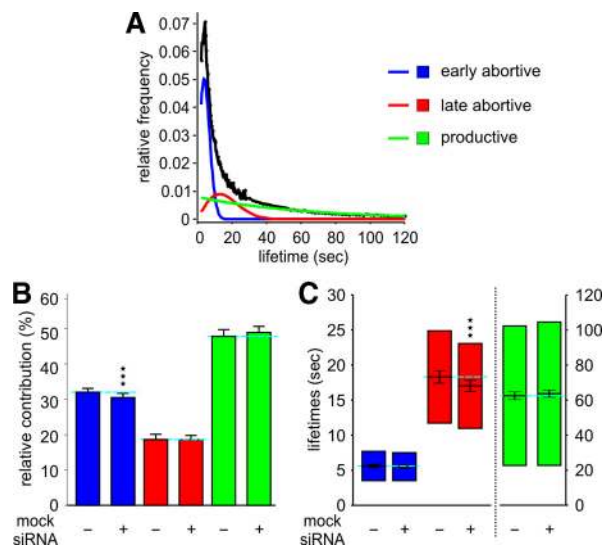 A
relative frequency
0.07
0.06
0.05
0.04
0.03
0.02
0.01
0
0 20 40 60 80 100 120
lifetime (sec)
early abortive
late abortive
productive
B
relative contribution (%)
60
50
40
30
20
10
0
***
mock siRNA
− + − + − +
C
lifetimes (sec)
30
25
20
15
10
5
0
***
120
100
80
60
40
20
0
mock siRNA
− + − + − +